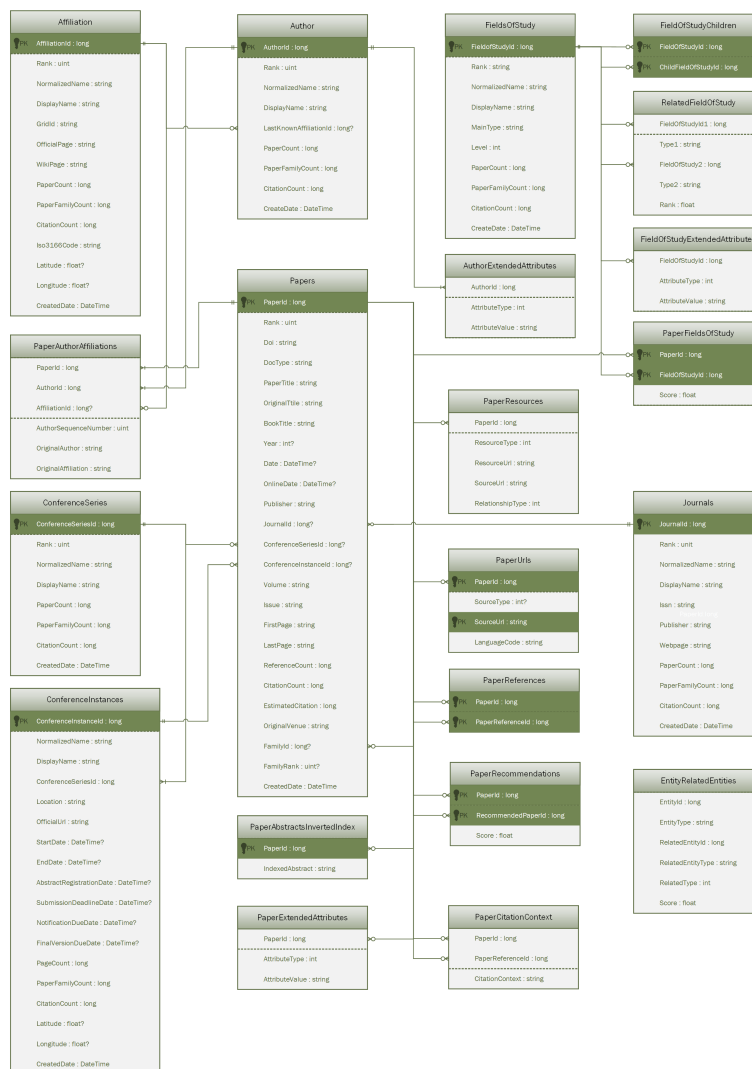 Affiliation
PK AffiliationId : long
Rank : uint
NormalizedName : string
DisplayName : string
GridId : string
OfficialPage : string
WikiPage : string
PaperCount : long
PaperFamilyCount : long
CitationCount : long
Iso3166Code : string
Latitude : float?
Longitude : float?
CreatedDate : DateTime
Author
PK AuthorId : long
Rank : uint
NormalizedName : string
DisplayName : string
LastKnownAffiliationId : long?
PaperCount : long
PaperFamilyCount : long
CitationCount : long
CreateDate : DateTime
FieldsOfStudy
PK FieldofStudyId : long
Rank : string
NormalizedName : string
DisplayName : string
MainType : string
Level : int
PaperCount : long
PaperFamilyCount : long
CitationCount : long
CreateDate : DateTime
FieldOfStudyChildren
PK FieldOfStudyId : long
PK ChildFieldOfStudyId : long
RelatedFieldOfStudy
FieldOfStudyId1 : long
Type1 : string
FieldOfStudy2 : long
Type2 : string
Rank : float
FieldOfStudyExtendedAttribute
FieldOfStudyId : long
AttributeType : int
AttributeValue : string
AuthorExtendedAttributes
AuthorId : long
AttributeType : int
AttributeValue : string
PaperFieldsOfStudy
PK PaperId : long
PK FieldOfStudyId : long
Score : float
PaperAuthorAffiliations
PaperId : long
AuthorId : long
AffiliationId : long?
AuthorSequenceNumber : uint
OriginalAuthor : string
OriginalAffiliation : string
Papers
PK PaperId : long
Rank : uint
Doi : string
DocType : string
PaperTitle : string
OriginalTtile : string
BookTitle : string
Year : int?
Date : DateTime?
OnlineDate : DateTime?
Publisher : string
JournalId : long?
ConferenceSeriesId : long?
ConferenceInstanceId : long?
Volume : string
Issue : string
FirstPage : string
LastPage : string
ReferenceCount : long
CitationCount : long
EstimatedCitation : long
OriginalVenue : string
FamilyId : long?
FamilyRank : uint?
CreatedDate : DateTime
PaperResources
PaperId : long
ResourceType : int
ResourceUrl : string
SourceUrl : string
RelationshipType : int
ConferenceSeries
PK ConferenceSeriesId : long
Rank : uint
NormalizedName : string
DisplayName : string
PaperCount : long
PaperFamilyCount : long
CitationCount : long
CreatedDate : DateTime
PaperUrls
PK PaperId : long
SourceType : int?
PK SourceUrl : string
LanguageCode : string
Journals
PK JournalId : long
Rank : unit
NormalizedName : string
DisplayName : string
Issn : string
Publisher : string
Webpage : string
PaperCount : long
PaperFamilyCount : long
CitationCount : long
CreatedDate : DateTime
PaperReferences
PK PaperId : long
PK PaperReferenceId : long
ConferenceInstances
PK ConferenceInstanceId : long
NormalizedName : string
DisplayName : string
ConferenceSeriesId : long
Location : string
OfficialUrl : string
StartDate : DateTime?
EndDate : DateTime?
AbstractRegistrationDate : DateTime?
SubmissionDeadlineDate : DateTime?
NotificationDueDate : DateTime?
FinalVersionDueDate : DateTime?
PageCount : long
PaperFamilyCount : long
CitationCount : long
Latitude : float?
Longitude : float?
CreatedDate : DateTime
PaperRecommendations
PK PaperId : long
PK RecommendedPaperId : long
Score : float
EntityRelatedEntities
EntityId : long
EntityType : string
RelatedEntityId : long
RelatedEntityType : string
RelatedType : int
Score : float
PaperAbstractsInvertedIndex
PK PaperId : long
IndexedAbstract : string
PaperExtendedAttributes
PaperId : long
AttributeType : int
AttributeValue : string
PaperCitationContext
PaperId : long
PaperReferenceId : long
CitationContext : string